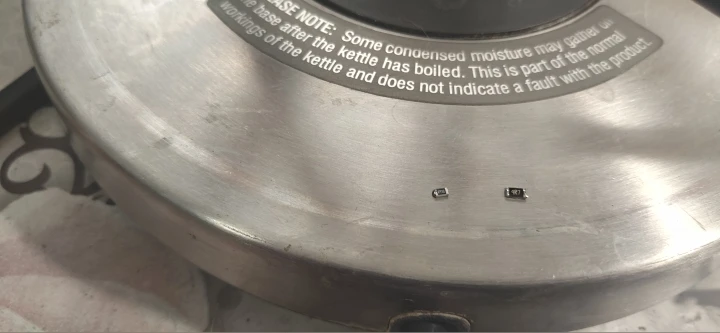 ASE NOTE: Some condensed moisture may gather
base after the kettle has boiled. This is part of the normal
workings of the kettle and does not indicate a fault with the product